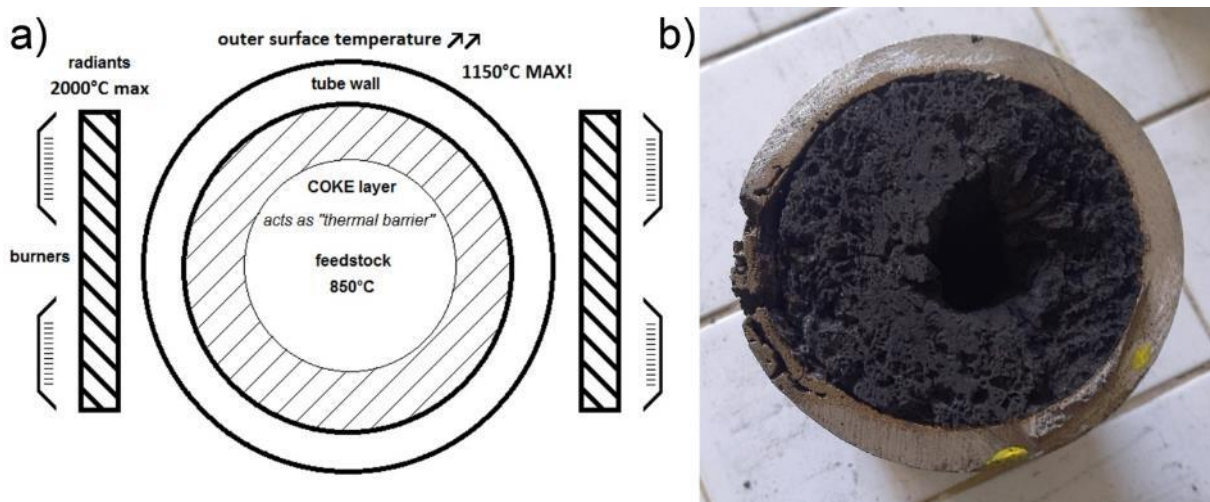 a)
outer surface temperature ↗↗
radiants
2000°C max
1150°C MAX!
tube wall
COKE layer
acts as "thermal barrier"
burners
feedstock
850°C
b)